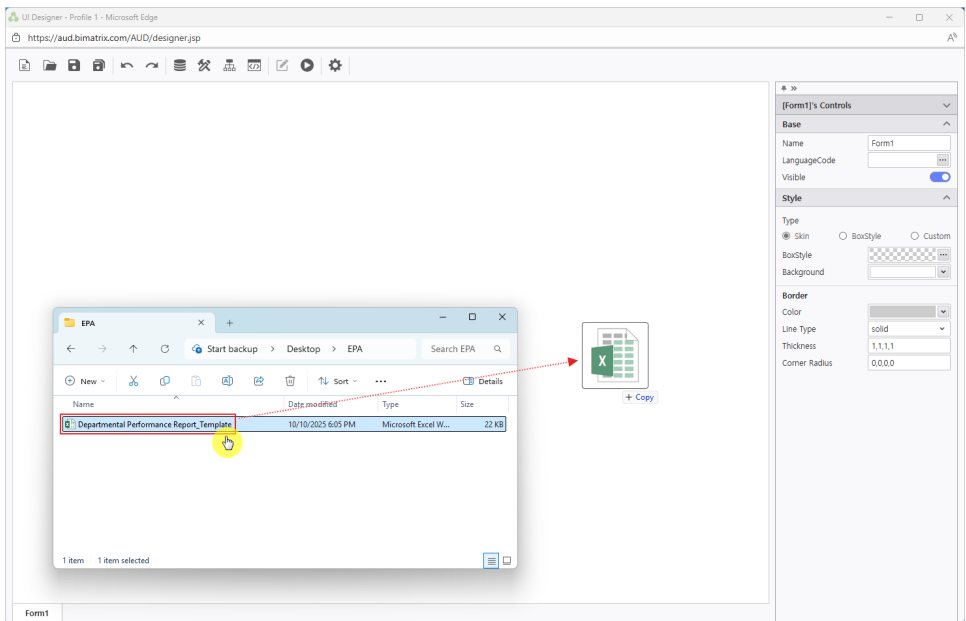 UI Designer - Profile 1 - Microsoft Edge
https://aud.bimatrix.com/AUD/designer.jsp
[Form1]'s Controls
Base
Name Form1
LanguageCode
Visible
Style
Type
Skin BoxStyle Custom
BoxStyle
Background
Border
Color
Line Type solid
Thickness 1,1,1,1
Corner Radius 0,0,0,0
EPA
Start backup > Desktop > EPA Search EPA
New Sort Details
Name Date modified Type Size
Departmental Performance Report_Template 10/10/2025 6:05 PM Microsoft Excel W... 22 KB
1 item 1 item selected
X
+ Copy
Form1